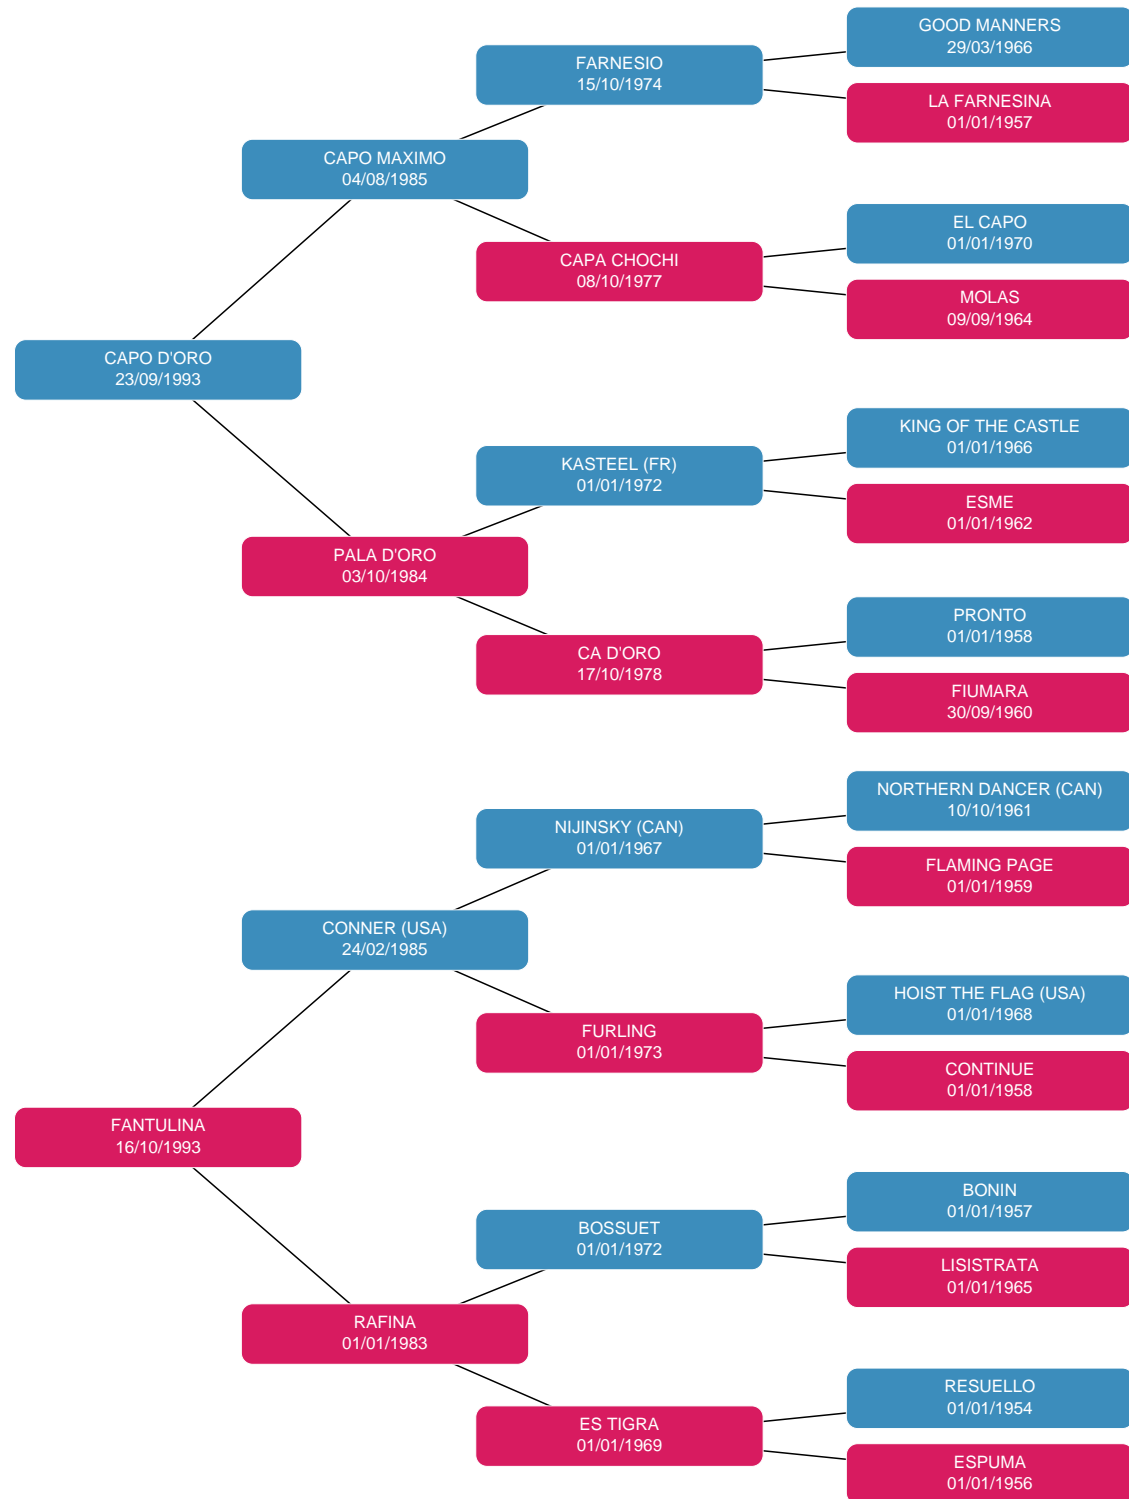 GOOD MANNERS
29/03/1966
FARNESIO
15/10/1974
LA FARNESINA
01/01/1957
CAPO MAXIMO
04/08/1985
EL CAPO
01/01/1970
CAPA CHOCHI
08/10/1977
MOLAS
09/09/1964
CAPO D'ORO
23/09/1993
KING OF THE CASTLE
01/01/1966
KASTEEL (FR)
01/01/1972
ESME
01/01/1962
PALA D'ORO
03/10/1984
PRONTO
01/01/1958
CA D'ORO
17/10/1978
FIUMARA
30/09/1960
NORTHERN DANCER (CAN)
10/10/1961
NIJINSKY (CAN)
01/01/1967
FLAMING PAGE
01/01/1959
CONNER (USA)
24/02/1985
HOIST THE FLAG (USA)
01/01/1968
FURLING
01/01/1973
CONTINUE
01/01/1958
FANTULINA
16/10/1993
BONIN
01/01/1957
BOSSUET
01/01/1972
LISISTRATA
01/01/1965
RAFINA
01/01/1983
RESUELLO
01/01/1954
ES TIGRA
01/01/1969
ESPUMA
01/01/1956